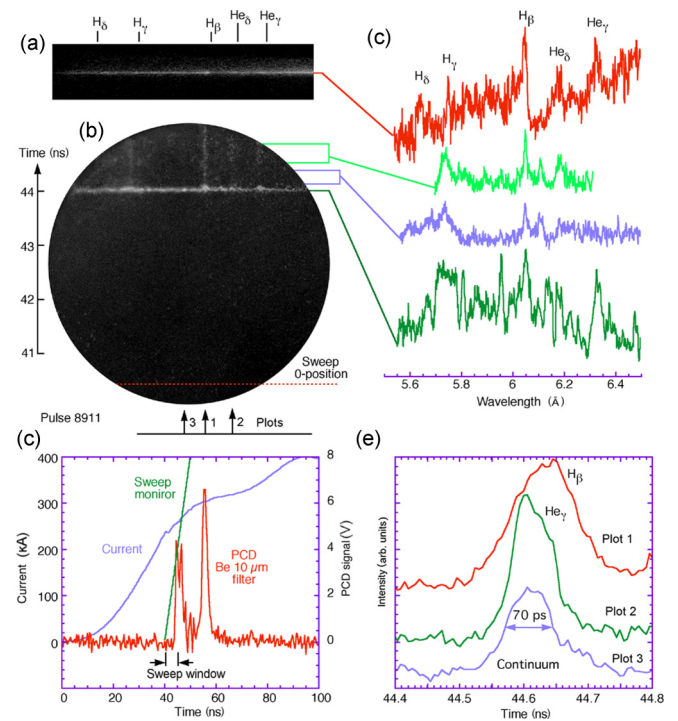 (a)
Hδ Hγ Hβ Heδ Heγ
(c)
Hδ Hγ Hβ Heδ Heγ
(b)
Time (ns)
44
43
42
41
Sweep
0-position
5.6 5.8 6 6.2 6.4
Wavelength (Å)
Pulse 8911
3 1 2 Plots
(c)
400
300
200
100
0
Current (kA)
8
6
4
2
0
PCD signal (V)
Sweep
moniror
Current
PCD
Be 10 µm
filter
Sweep window
0 20 40 60 80 100
Time (ns)
(e)
Intensity (arb. units)
Hβ
Plot 1
Heγ
Plot 2
70 ps
Continuum
Plot 3
44.4 44.5 44.6 44.7 44.8
Time (ns)